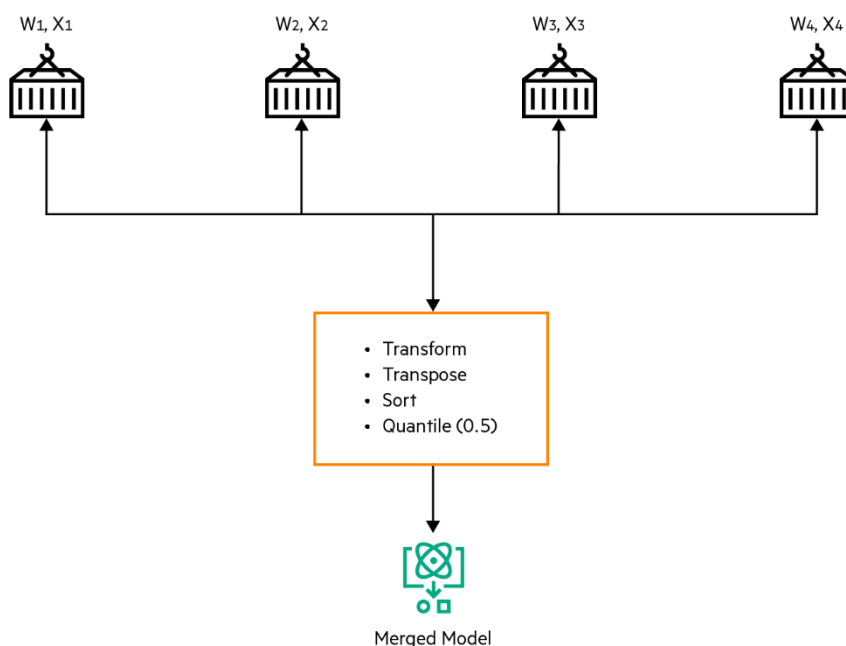 W1, X1
W2, X2
W3, X3
W4, X4
• Transform
• Transpose
• Sort
• Quantile (0.5)
Merged Model